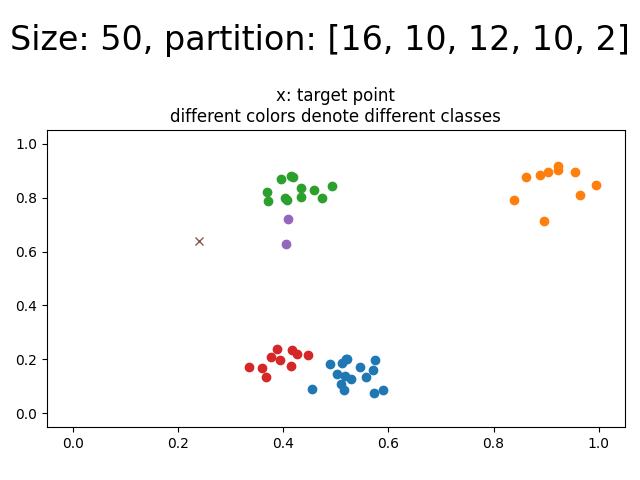 Size: 50, partition: [16, 10, 12, 10, 2]
x: target point
different colors denote different classes
1.0
0.8
0.6
0.4
0.2
0.0
0.0 0.2 0.4 0.6 0.8 1.0